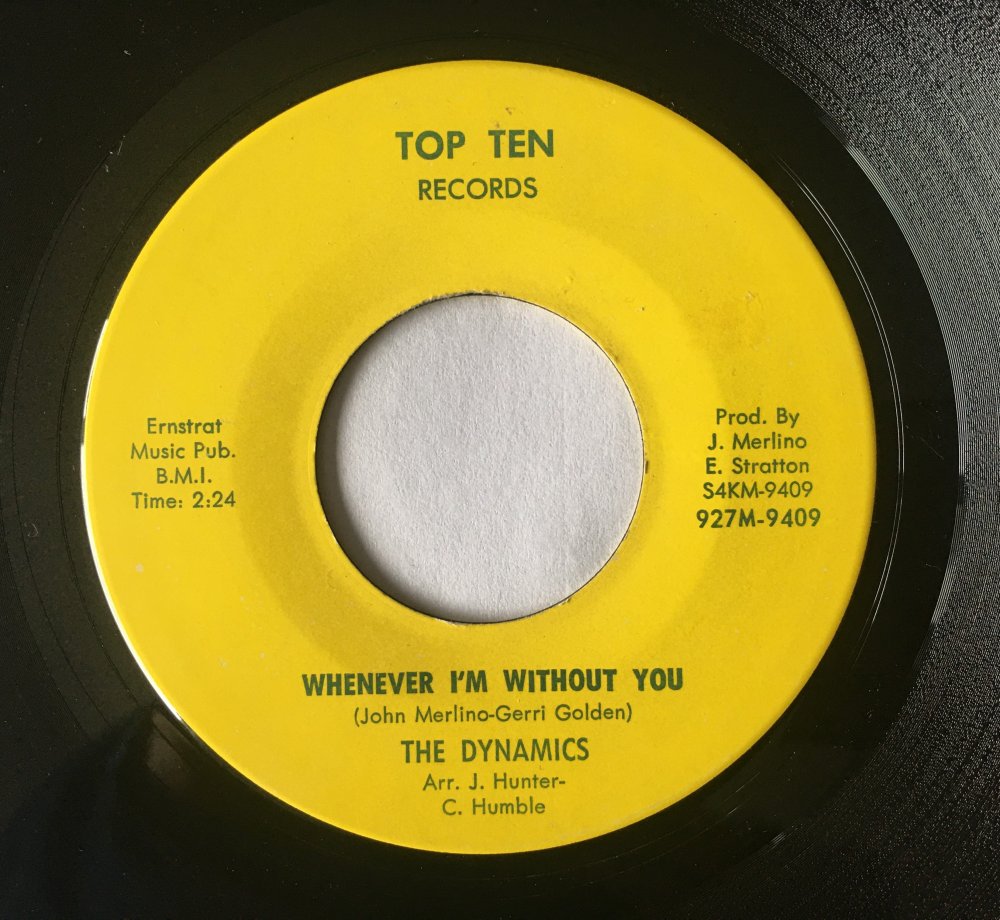 TOP TEN
RECORDS
Ernstrat
Music Pub.
B.M.I.
Time: 2:24
Prod. By
J. Merlino
E. Stratton
S4KM-9409
927M-9409
WHENEVER I'M WITHOUT YOU
(John Merlino-Gerri Golden)
THE DYNAMICS
Arr. J. Hunter-
C. Humble